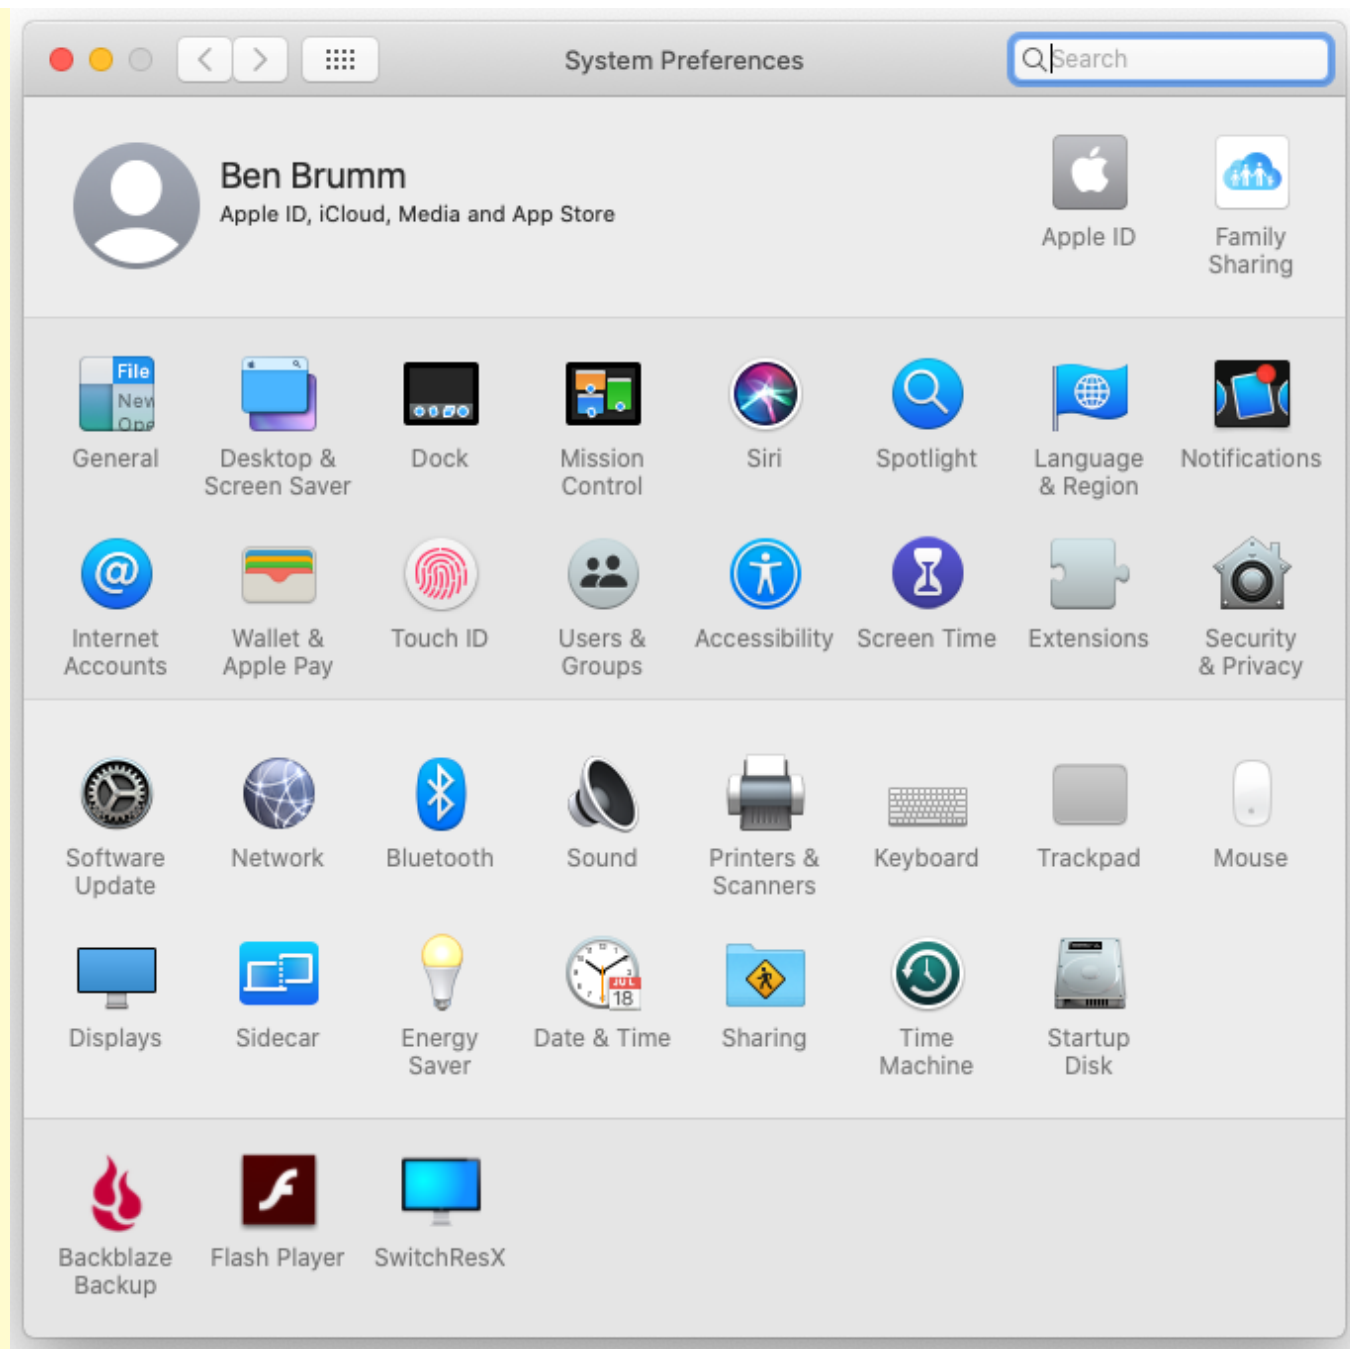 System Preferences
Search
Ben Brumm
Apple ID, iCloud, Media and App Store
Apple ID
Family
Sharing
File
New
Ope
General
Desktop &
Screen Saver
Dock
Mission
Control
Siri
Spotlight
Language
& Region
Notifications
@
Internet
Accounts
Wallet &
Apple Pay
Touch ID
Users &
Groups
Accessibility
Screen Time
Extensions
Security
& Privacy
Software
Update
Network
Bluetooth
Sound
Printers &
Scanners
Keyboard
Trackpad
Mouse
Displays
Sidecar
Energy
Saver
JUL
18
Date & Time
Sharing
Time
Machine
Startup
Disk
Backblaze
Backup
Flash Player
SwitchResX